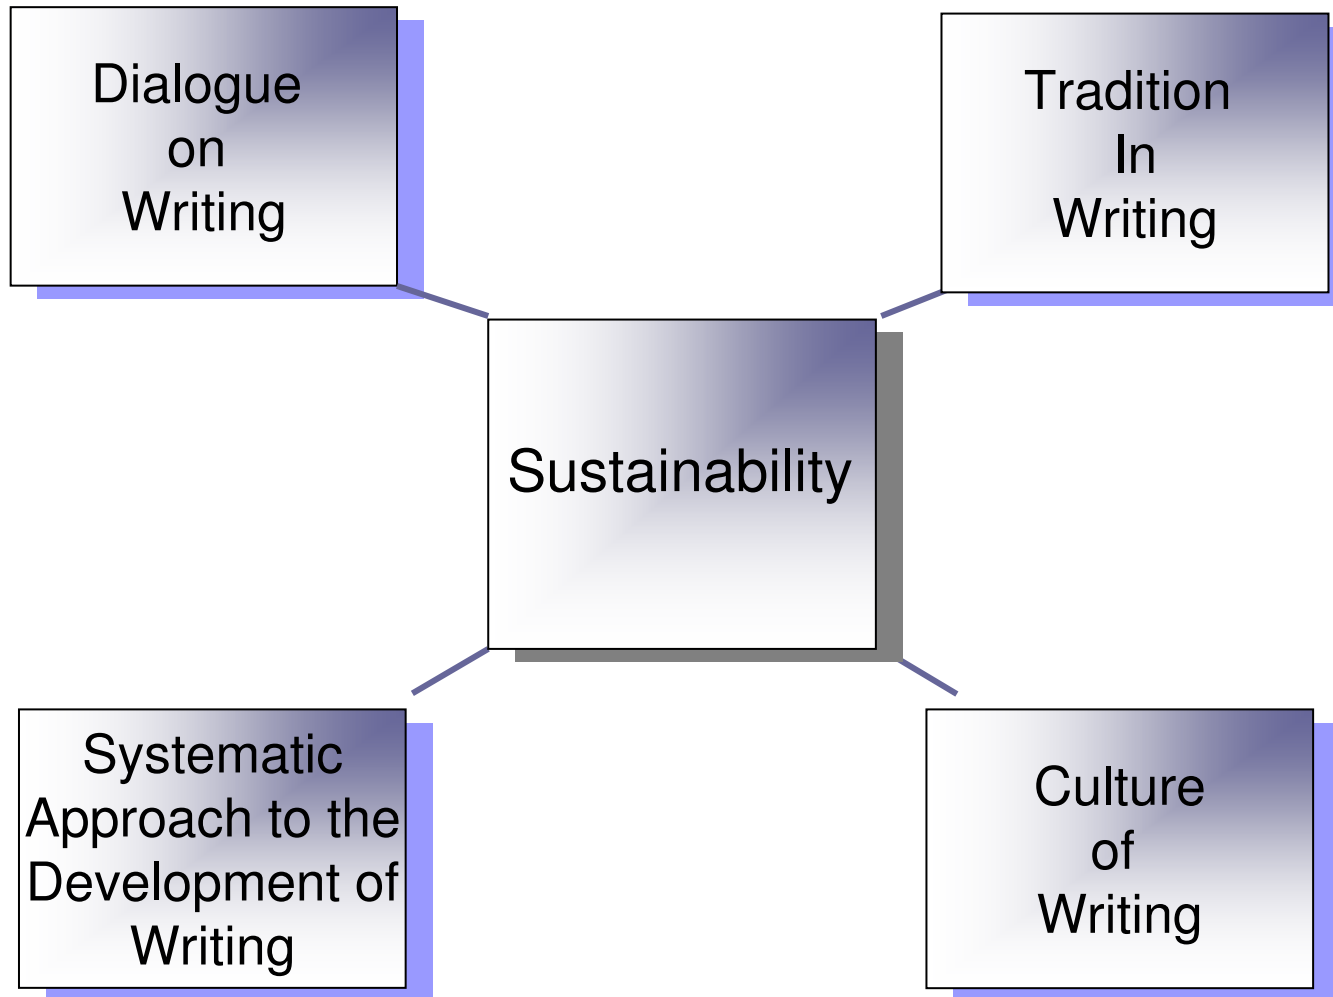 Dialogue
on
Writing
Tradition
In
Writing
Sustainability
Systematic
Approach to the
Development of
Writing
Culture
of
Writing